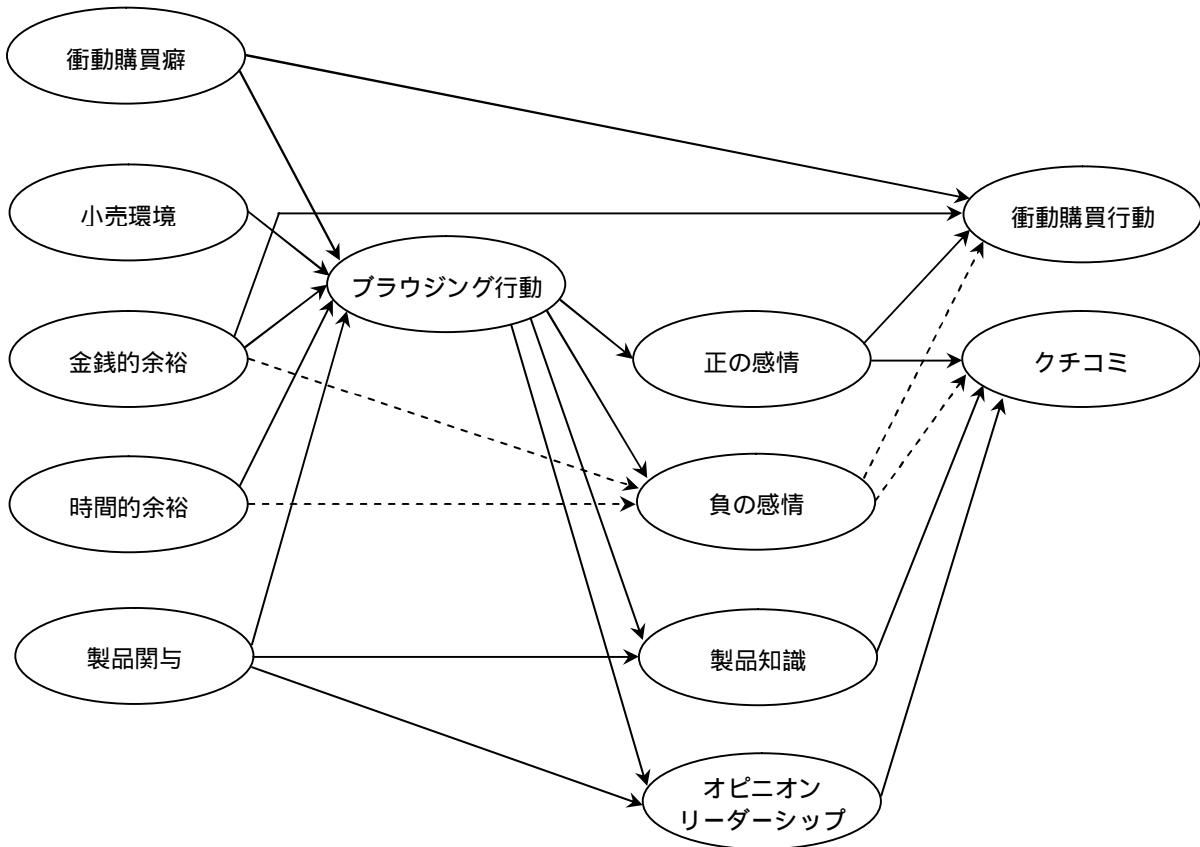 衝動購買癖
小売環境
衝動購買行動
ブラウジング行動
金銭的余裕
正の感情
クチコミ
時間的余裕
負の感情
製品関与
製品知識
オピニオン
リーダーシップ